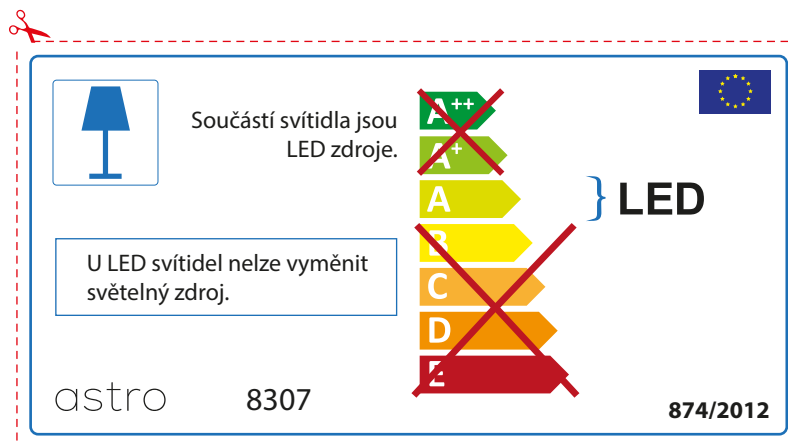 Součástí svítidla jsou
LED zdroje.
A++
A+
A
B
C
D
E
LED
U LED svítidel nelze vyměnit
světelný zdroj.
astro
8307
874/2012